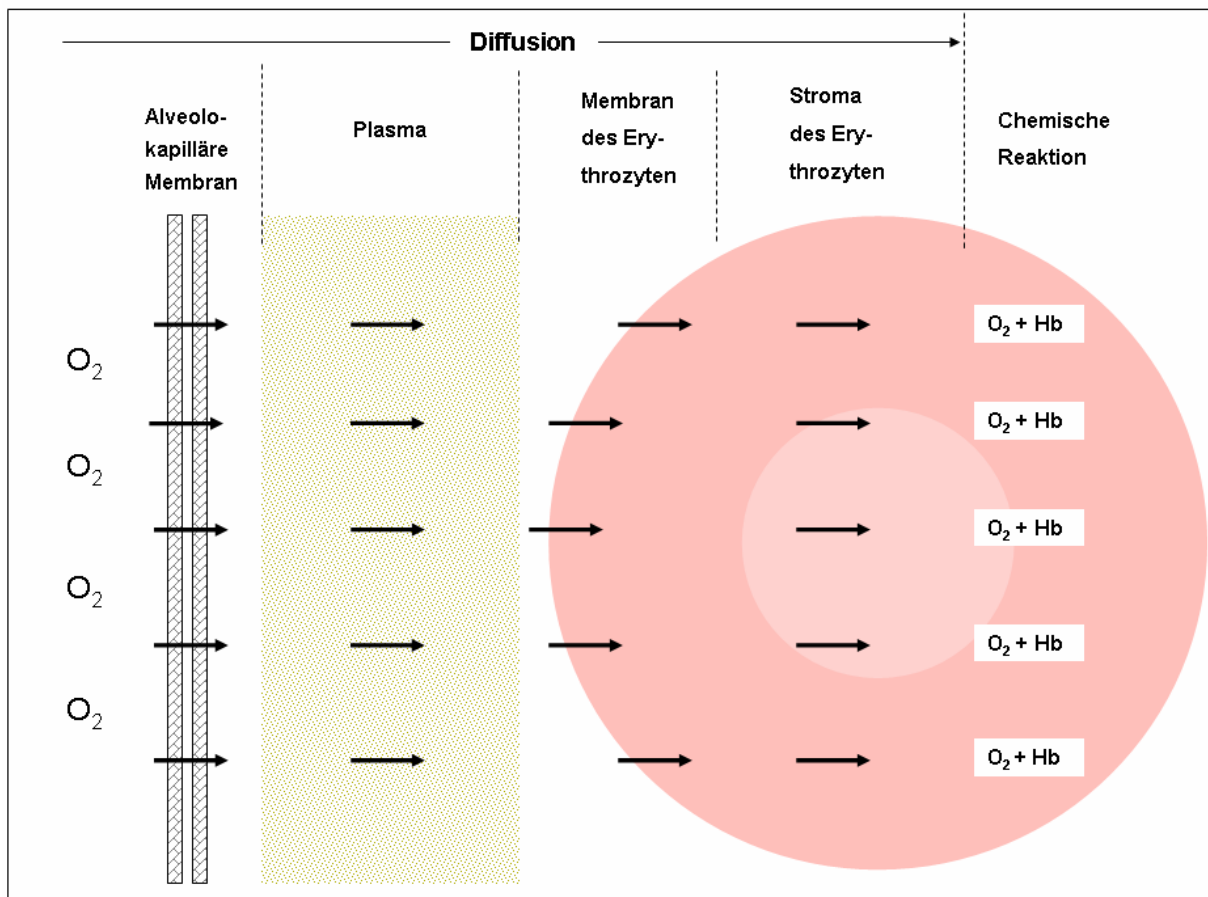 Diffusion
Alveolo-
kapilläre
Membran
Plasma
Membran
des Ery-
throzyten
Stroma
des Ery-
throzyten
Chemische
Reaktion
O₂
O₂
O₂
O₂
O₂ + Hb
O₂ + Hb
O₂ + Hb
O₂ + Hb
O₂ + Hb